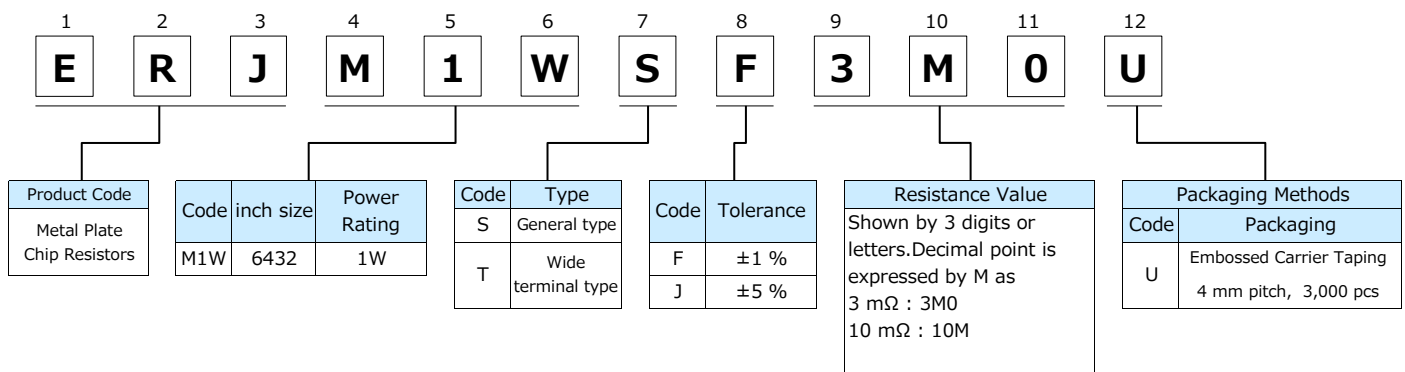 1 2 3 4 5 6 7 8 9 10 11 12
E R J M 1 W S F 3 M 0 U
Product Code
Metal Plate
Chip Resistors
Code inch size Power Rating
M1W 6432 1W
Code Type
S General type
T Wide terminal type
Code Tolerance
F ±1 %
J ±5 %
Resistance Value
Shown by 3 digits or
letters.Decimal point is
expressed by M as
3 mΩ : 3M0
10 mΩ : 10M
Packaging Methods
Code Packaging
U Embossed Carrier Taping
4 mm pitch, 3,000 pcs